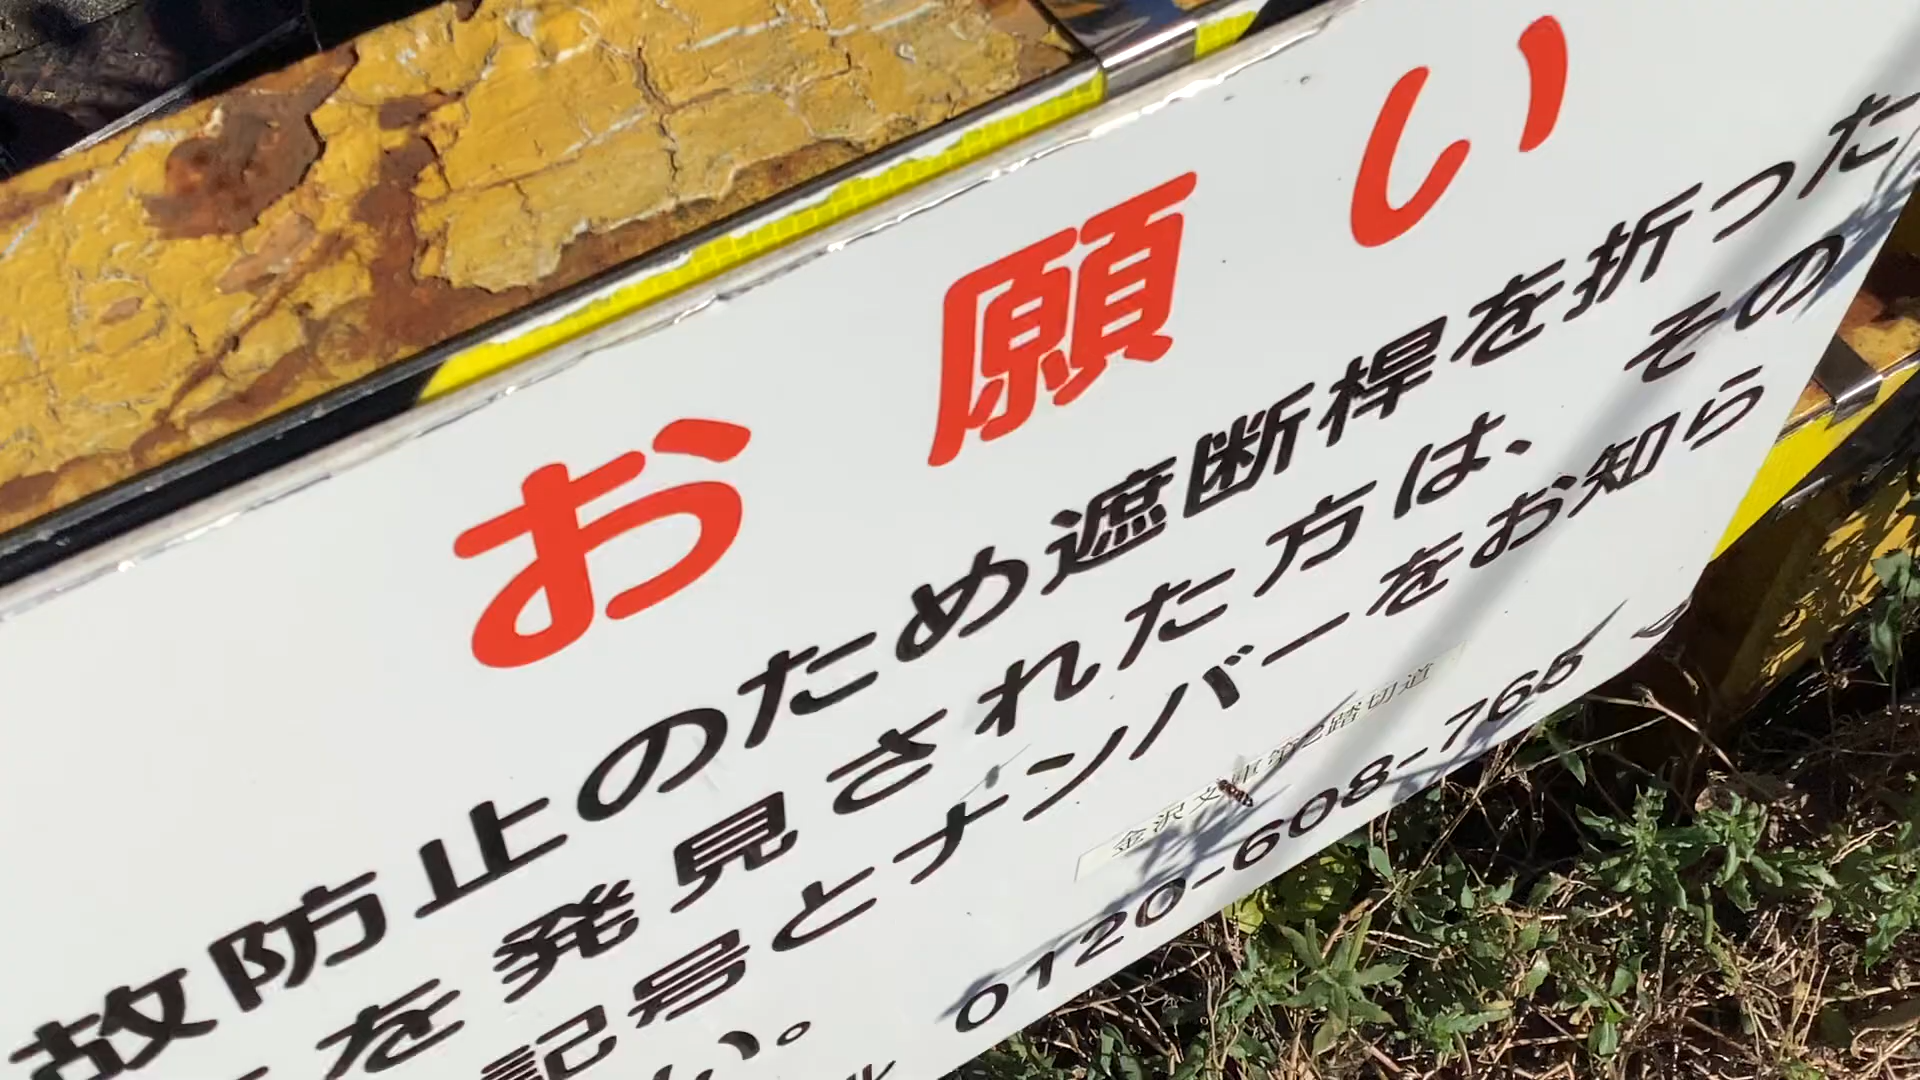 お願い
故防止のため遮断桿を折った
を発見された方は、その
記号とナンバーをお知ら
い。
金沢文庫第2踏切道
0120-608-765